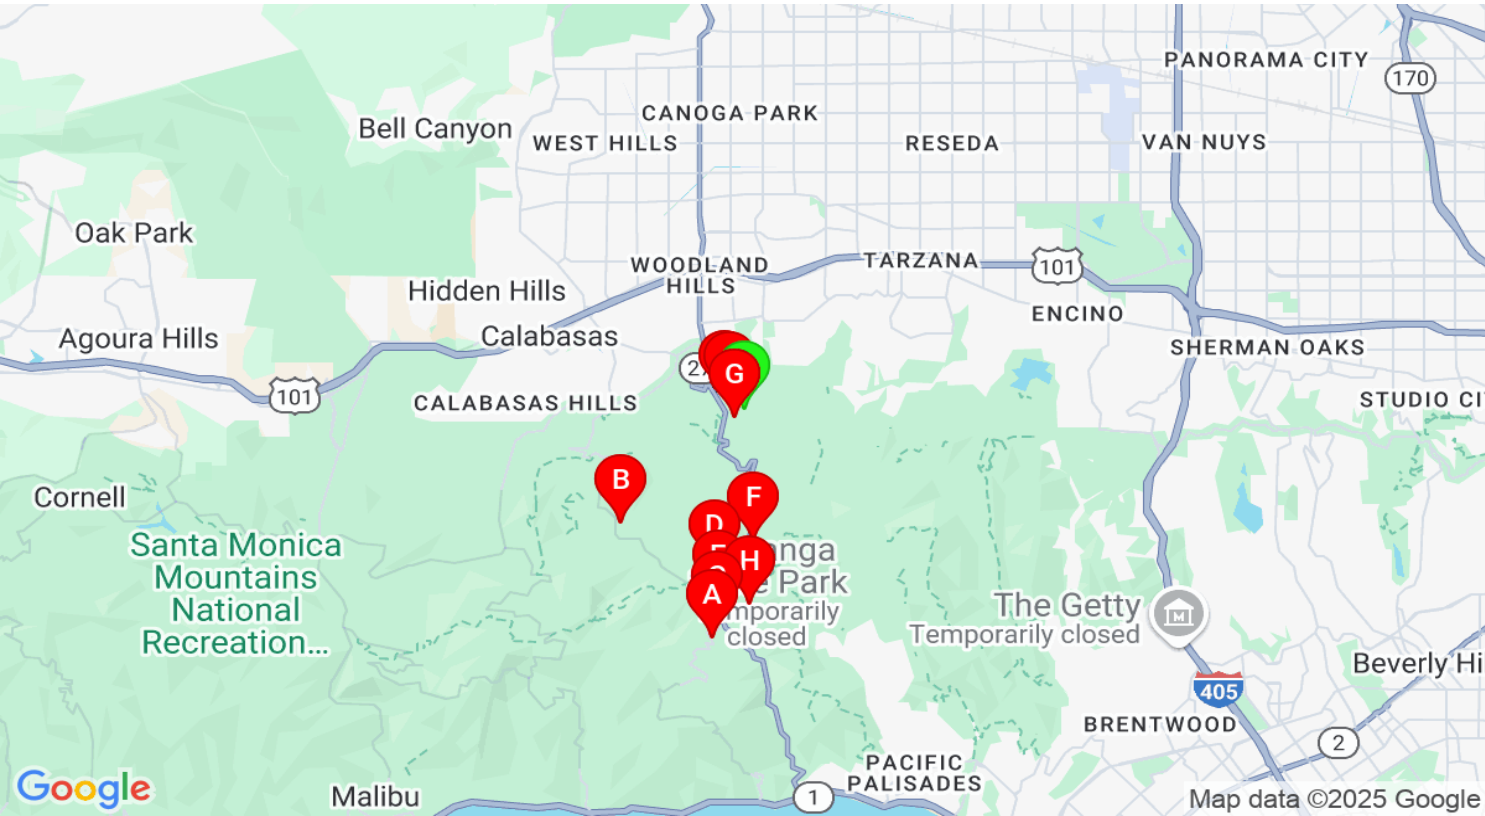 PANORAMA CITY
170
CANOGA PARK
Bell Canyon
WEST HILLS
RESEDA
VAN NUYS
Oak Park
WOODLAND
HILLS
TARZANA
101
Hidden Hills
ENCINO
Agoura Hills
Calabasas
SHERMAN OAKS
G
101
CALABASAS HILLS
STUDIO CI
B
F
Cornell
D
Santa Monica
Mountains
National
Recreation...
anga
H
e Park
A
mporarily
closed
The Getty
Temporarily closed
Beverly Hi
405
BRENTWOOD
2
PACIFIC
PALISADES
Google
Malibu
1
Map data ©2025 Google